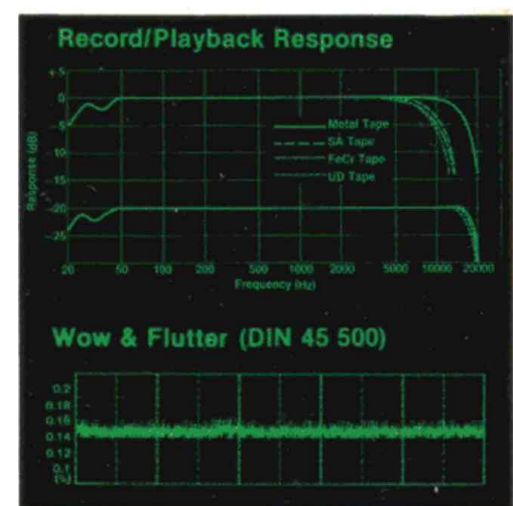 Record/Playback Response
+5
0
-5
-10
-15
-20
-25
Response (dB)
Metal Tape
SA Tape
FeCr Tape
UD Tape
20 50 100 200 500 1000 2000 5000 10000 20000
Frequency (Hz)
Wow & Flutter (DIN 45 500)
0.2
0.18
0.16
0.14
0.12
0.1
(%)